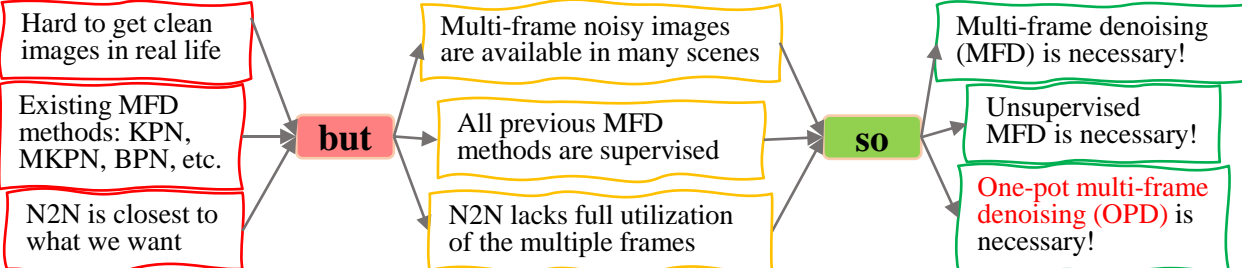 Hard to get clean
images in real life
Existing MFD
methods: KPN,
MKPN, BPN, etc.
N2N is closest to
what we want
but
Multi-frame noisy images
are available in many scenes
All previous MFD
methods are supervised
N2N lacks full utilization
of the multiple frames
so
Multi-frame denoising
(MFD) is necessary!
Unsupervised
MFD is necessary!
One-pot multi-frame
denoising (OPD) is
necessary!